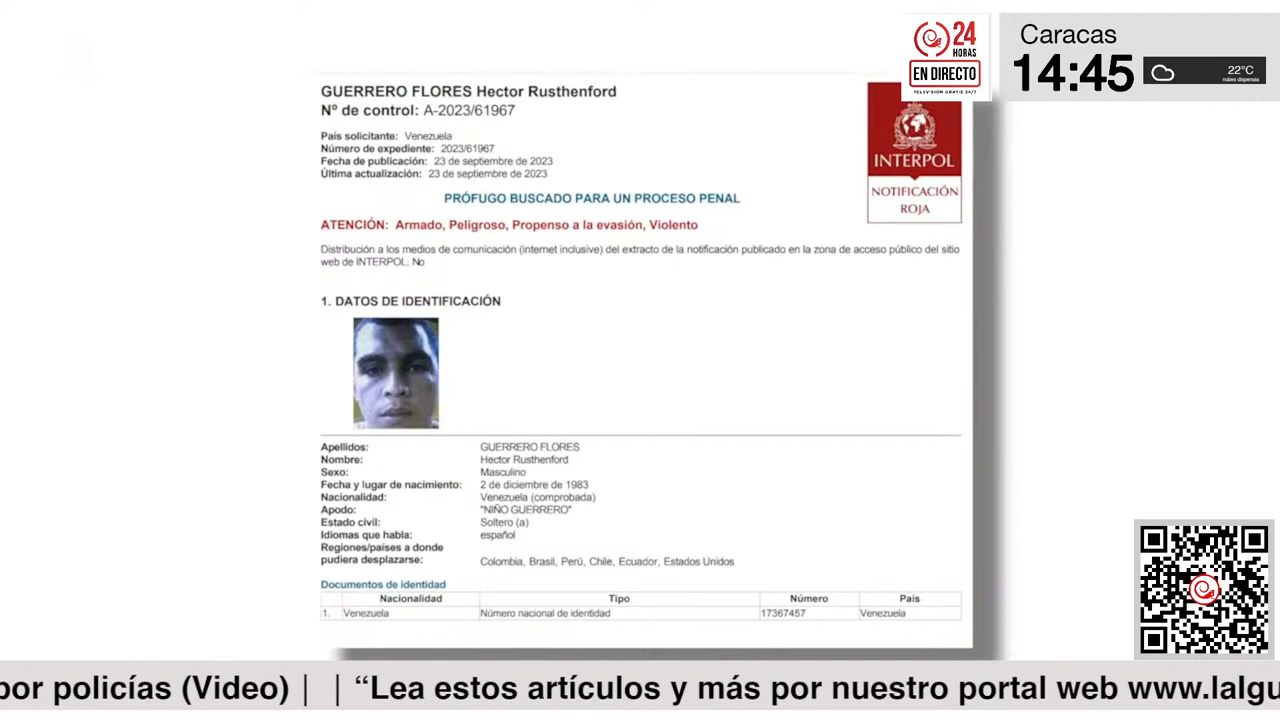 24
HORAS
EN DIRECTO
TELEVISIÓN GRATIS 24/7
Caracas
14:45
22°C
nubes dispersas
GUERRERO FLORES Hector Rusthenford
Nº de control: A-2023/61967
País solicitante: Venezuela
Número de expediente: 2023/61967
Fecha de publicación: 23 de septiembre de 2023
Última actualización: 23 de septiembre de 2023
INTERPOL
NOTIFICACIÓN
ROJA
PRÓFUGO BUSCADO PARA UN PROCESO PENAL
ATENCIÓN: Armado, Peligroso, Propenso a la evasión, Violento
Distribución a los medios de comunicación (internet inclusive) del extracto de la notificación publicado en la zona de acceso público del sitio
web de INTERPOL: No
1. DATOS DE IDENTIFICACIÓN
Apellidos: GUERRERO FLORES
Nombre: Hector Rusthenford
Sexo: Masculino
Fecha y lugar de nacimiento: 2 de diciembre de 1983
Nacionalidad: Venezuela (comprobada)
Apodo: "NIÑO GUERRERO"
Estado civil: Soltero (a)
Idiomas que habla: español
Regiones/países a donde
pudiera desplazarse: Colombia, Brasil, Perú, Chile, Ecuador, Estados Unidos
Documentos de identidad
Nacionalidad Tipo Número País
1. Venezuela Número nacional de identidad 17367457 Venezuela
por policías (Video) | | “Lea estos artículos y más por nuestro portal web www.lalgu